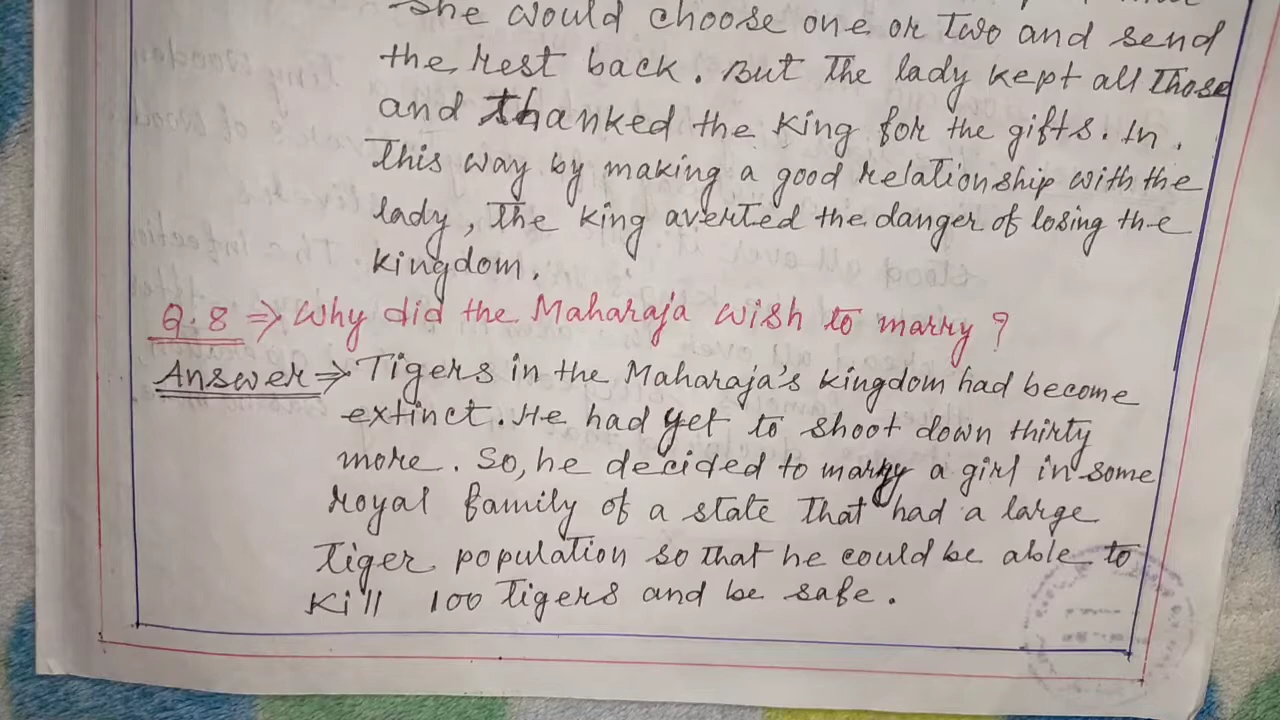 She would choose one or two and send
the rest back. But the lady kept all those
and thanked the King for the gifts. In.
This way by making a good relationship with the
lady, the king averted the danger of losing the
kingdom.
Q.8 ⇒ Why did the Maharaja wish to marry?
Answer ⇒ Tigers in the Maharaja's kingdom had become
extinct. He had yet to shoot down thirty
more. So, he decided to marry a girl in some
royal family of a state that had a large
Tiger population so that he could be able to
Kill 100 Tigers and be safe.